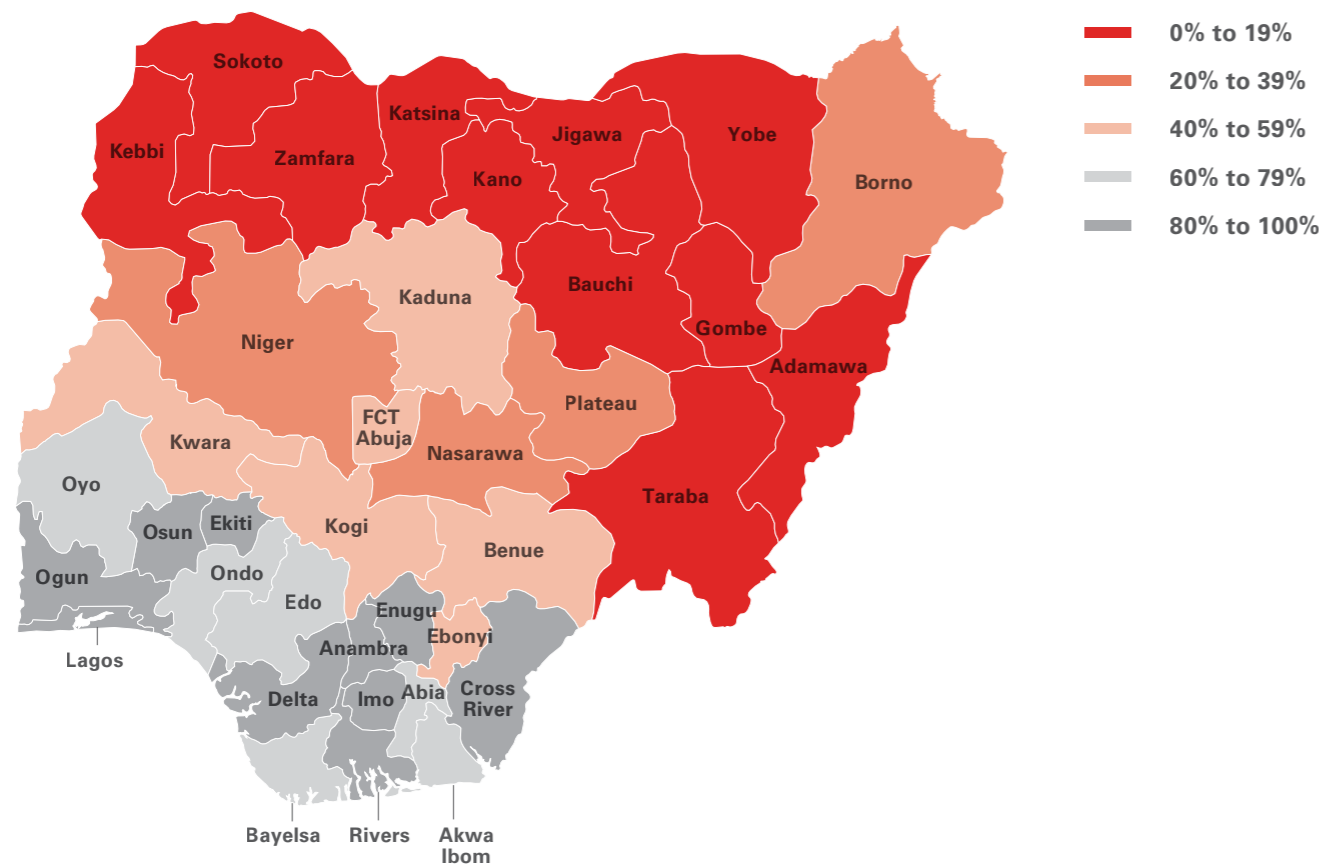 0% to 19%
20% to 39%
40% to 59%
60% to 79%
80% to 100%
Sokoto
Katsina
Jigawa
Yobe
Kebbi
Zamfara
Kano
Borno
Bauchi
Kaduna
Gombe
Niger
Adamawa
Plateau
FCT
Abuja
Kwara
Nasarawa
Oyo
Taraba
Kogi
Osun
Ekiti
Benue
Ogun
Ondo
Edo
Enugu
Ebonyi
Anambra
Lagos
Delta
Imo
Abia
Cross
River
Bayelsa
Rivers
Akwa
Ibom